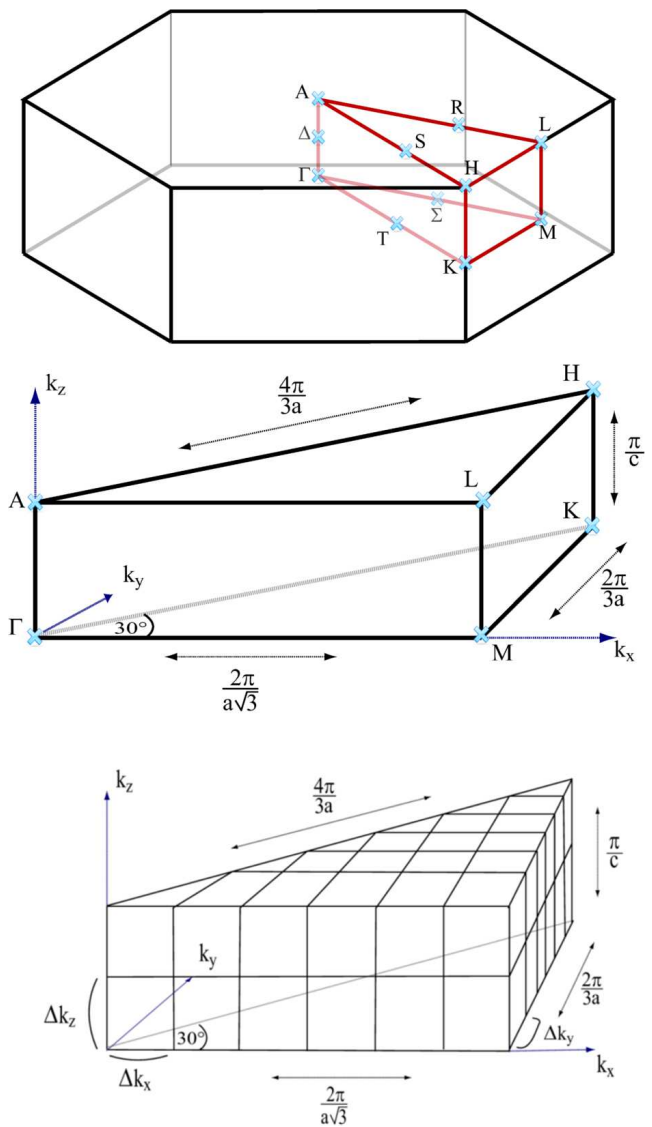 A
R
L
Δ
S
H
Γ
Σ
M
T
K
k_z
4π/3a
H
π/c
A
L
K
k_y
2π/3a
Γ
30°
M
k_x
2π/a√3
k_z
4π/3a
π/c
k_y
2π/3a
Δk_z
30°
Δk_y
Δk_x
k_x
2π/a√3